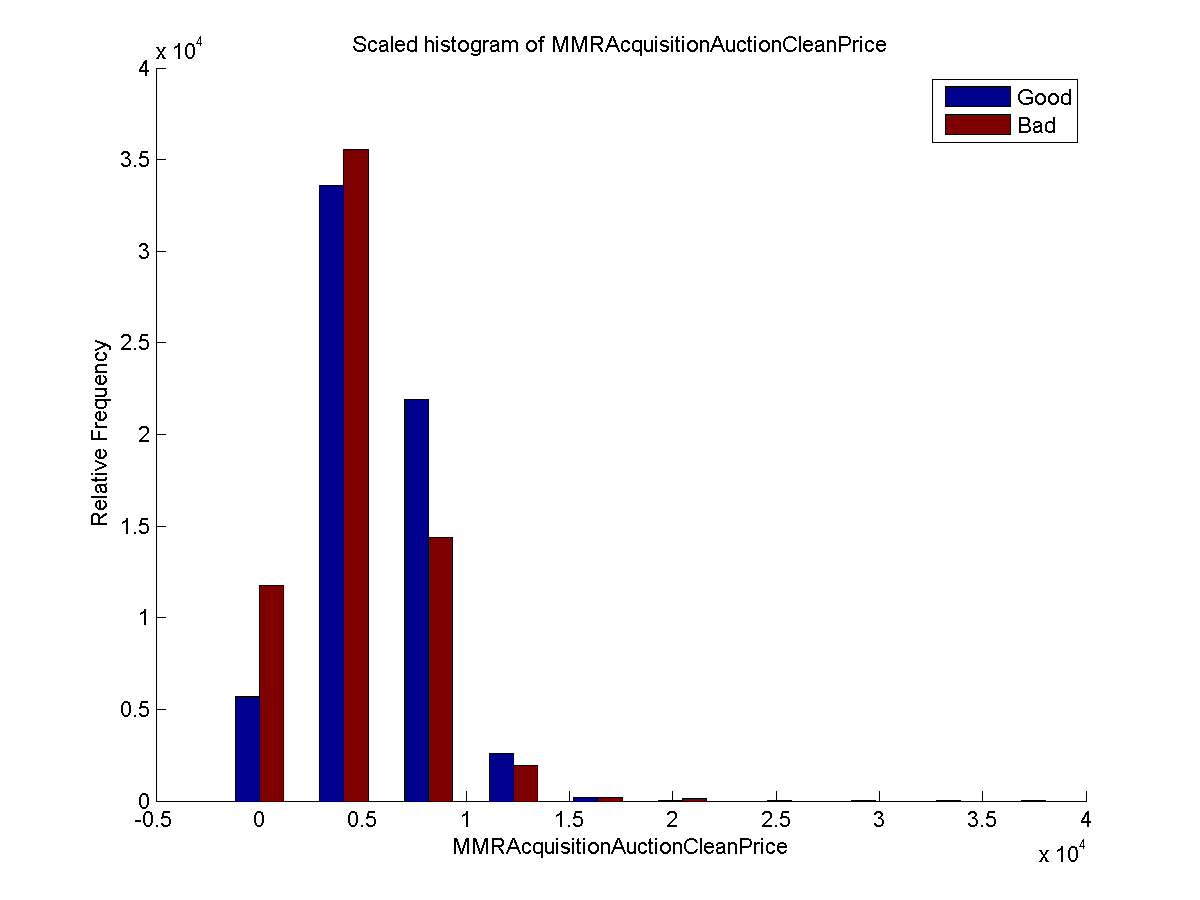 Scaled histogram of MMRAcquisitionAuctionCleanPrice
x 10^4
Good
Bad
4
3.5
3
2.5
2
1.5
1
0.5
0
Relative Frequency
-0.5 0 0.5 1 1.5 2 2.5 3 3.5 4
MMRAcquisitionAuctionCleanPrice
x 10^4